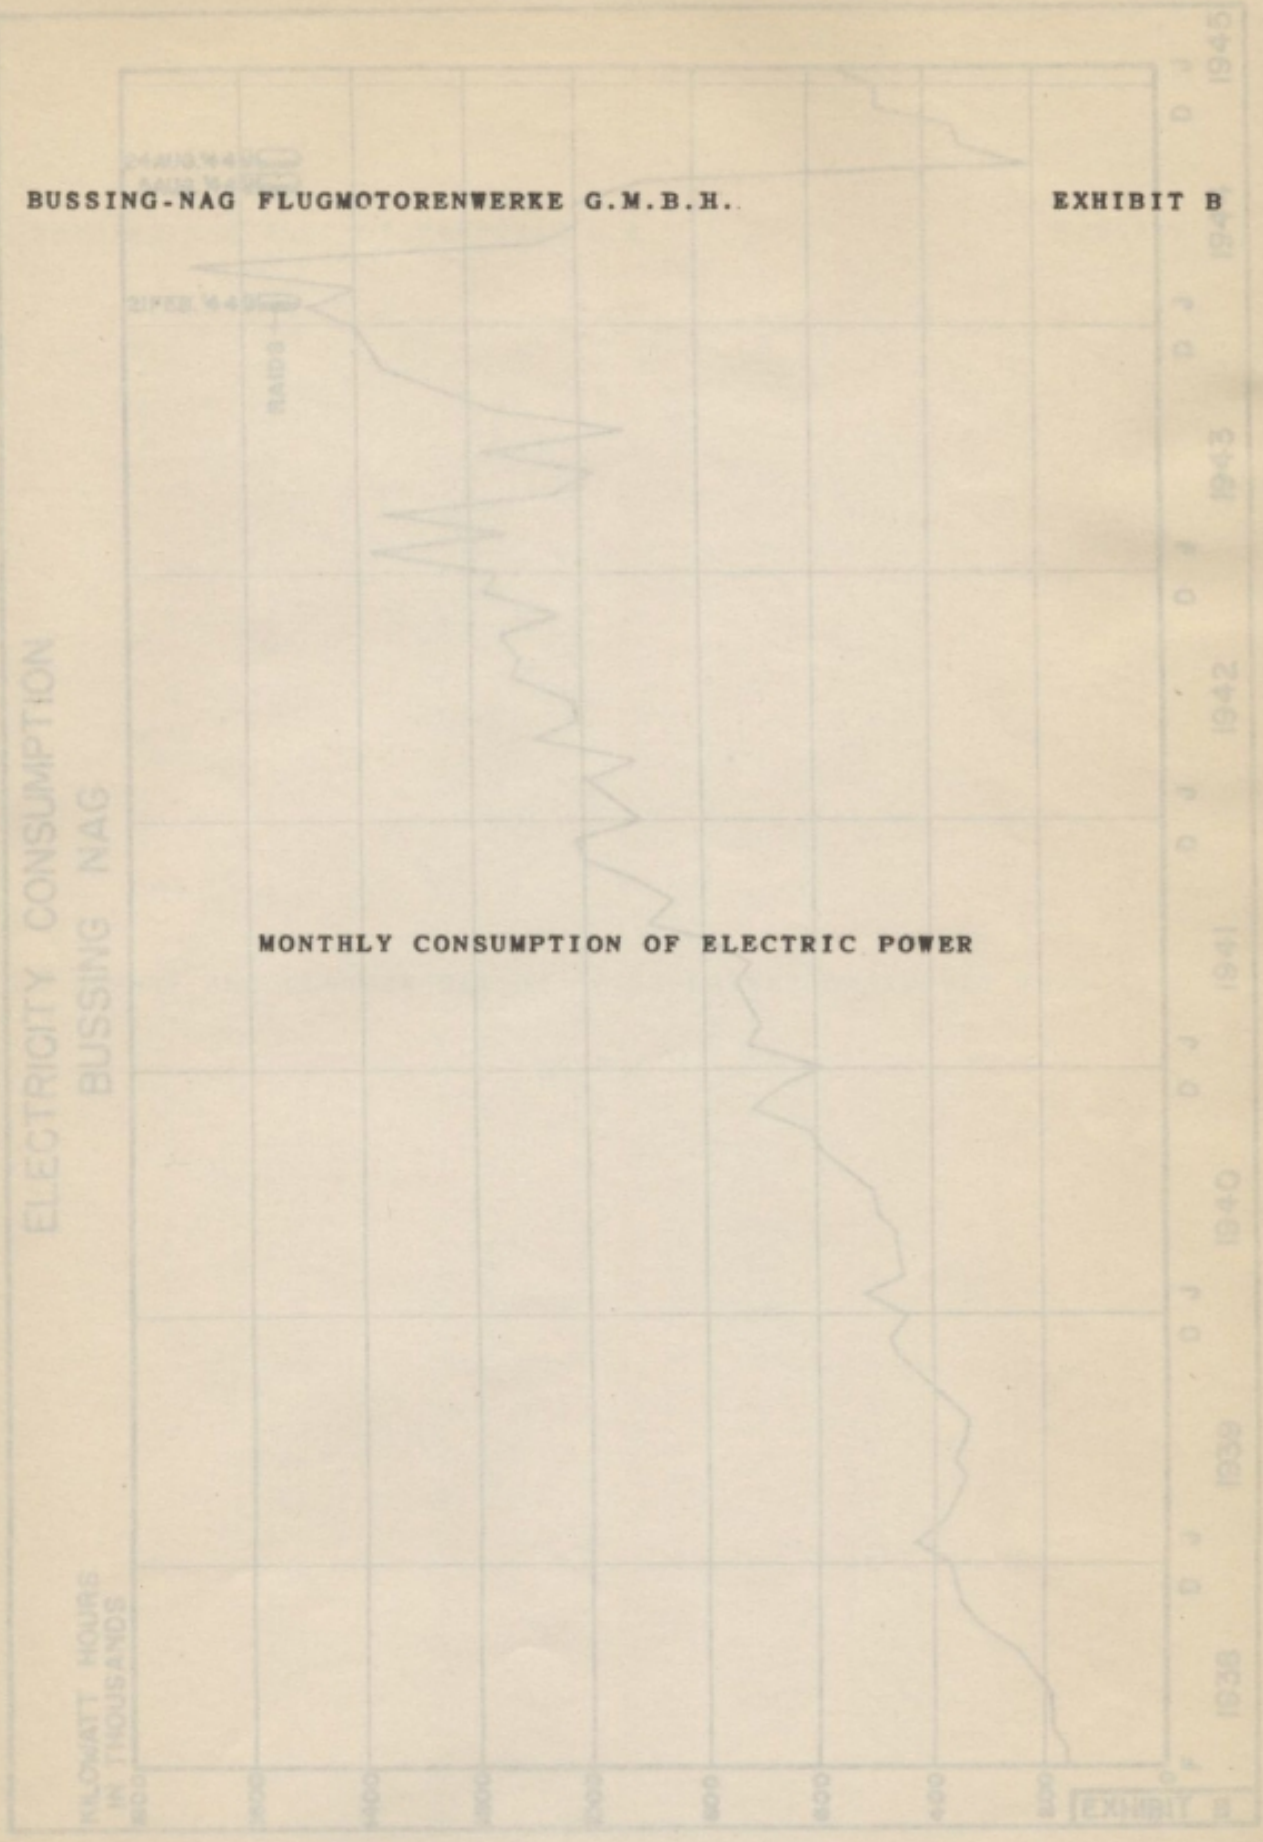 BUSSING-NAG FLUGMOTORENWERKE G.M.B.H. EXHIBIT B
MONTHLY CONSUMPTION OF ELECTRIC POWER
ELECTRICITY CONSUMPTION
BUSSING NAG
KILOWATT HOURS
IN THOUSANDS
RAIDS
1938
1939
1940
1941
1942
1943
1945
D J
D J
D J
D J
D J
D J
D J
F
EXHIBIT B